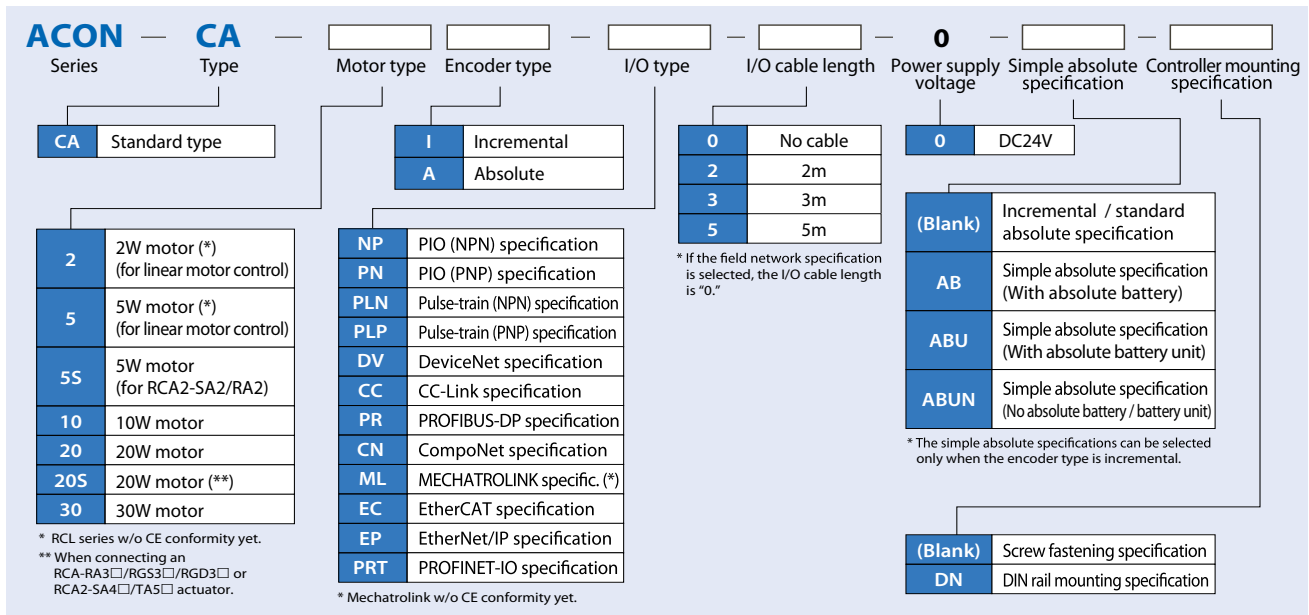 ACON — CA — — — — 0 — —
Series Type Motor type Encoder type I/O type I/O cable length Power supply voltage Simple absolute specification Controller mounting specification
CA Standard type
I Incremental
A Absolute
0 No cable
2 2m
3 3m
5 5m
* If the field network specification
is selected, the I/O cable length
is “0.”
0 DC24V
2 2W motor (*)
(for linear motor control)
5 5W motor (*)
(for linear motor control)
5S 5W motor
(for RCA2-SA2/RA2)
10 10W motor
20 20W motor
20S 20W motor (**)
30 30W motor
* RCL series w/o CE conformity yet.
** When connecting an
RCA-RA3□/RGS3□/RGD3□ or
RCA2-SA4□/TA5□ actuator.
NP PIO (NPN) specification
PN PIO (PNP) specification
PLN Pulse-train (NPN) specification
PLP Pulse-train (PNP) specification
DV DeviceNet specification
CC CC-Link specification
PR PROFIBUS-DP specification
CN CompoNet specification
ML MECHATROLINK specific. (*)
EC EtherCAT specification
EP EtherNet/IP specification
PRT PROFINET-IO specification
* Mechatrolink w/o CE conformity yet.
(Blank) Incremental / standard
absolute specification
AB Simple absolute specification
(With absolute battery)
ABU Simple absolute specification
(With absolute battery unit)
ABUN Simple absolute specification
(No absolute battery / battery unit)
* The simple absolute specifications can be selected
only when the encoder type is incremental.
(Blank) Screw fastening specification
DN DIN rail mounting specification